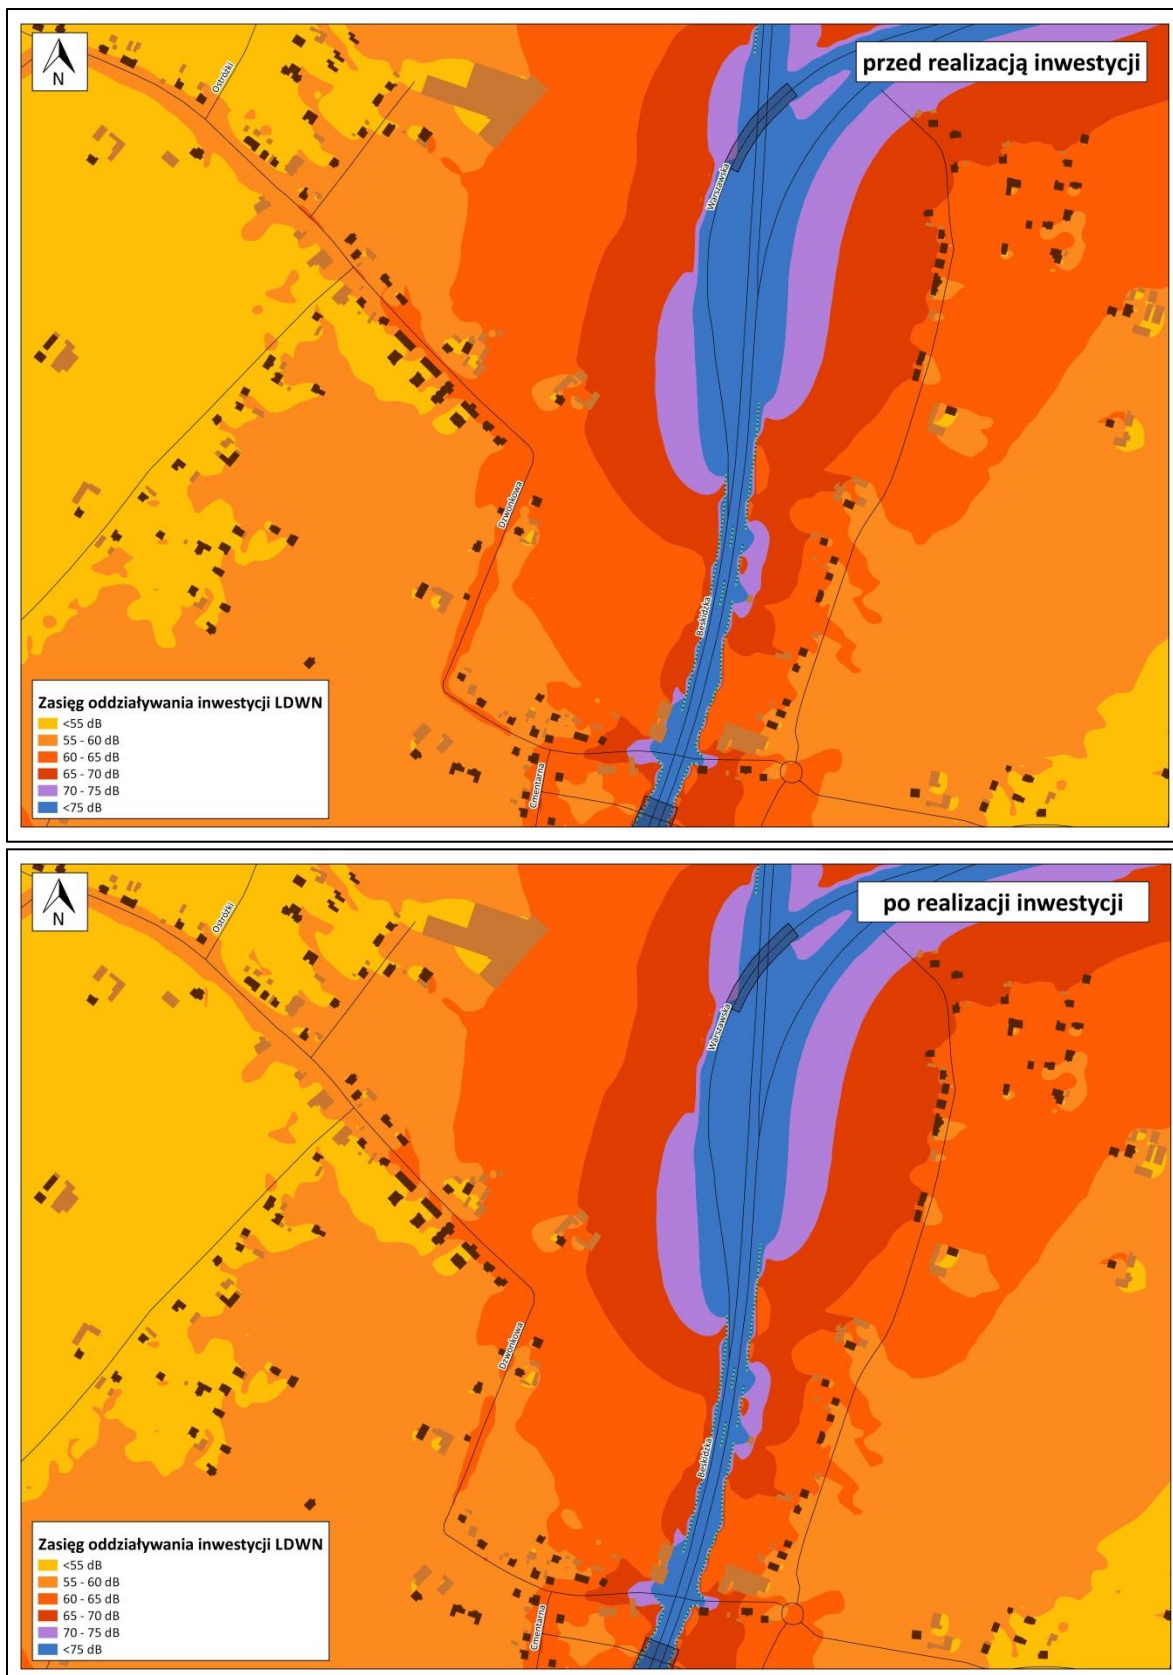 N
przed realizacją inwestycji
Ostróżki
Warszawska
Dzwonkowa
Beskidzka
Cmentarna
Zasięg oddziaływania inwestycji LDWN
<55 dB
55 - 60 dB
60 - 65 dB
65 - 70 dB
70 - 75 dB
<75 dB
N
po realizacji inwestycji
Ostróżki
Warszawska
Dzwonkowa
Beskidzka
Cmentarna
Zasięg oddziaływania inwestycji LDWN
<55 dB
55 - 60 dB
60 - 65 dB
65 - 70 dB
70 - 75 dB
<75 dB